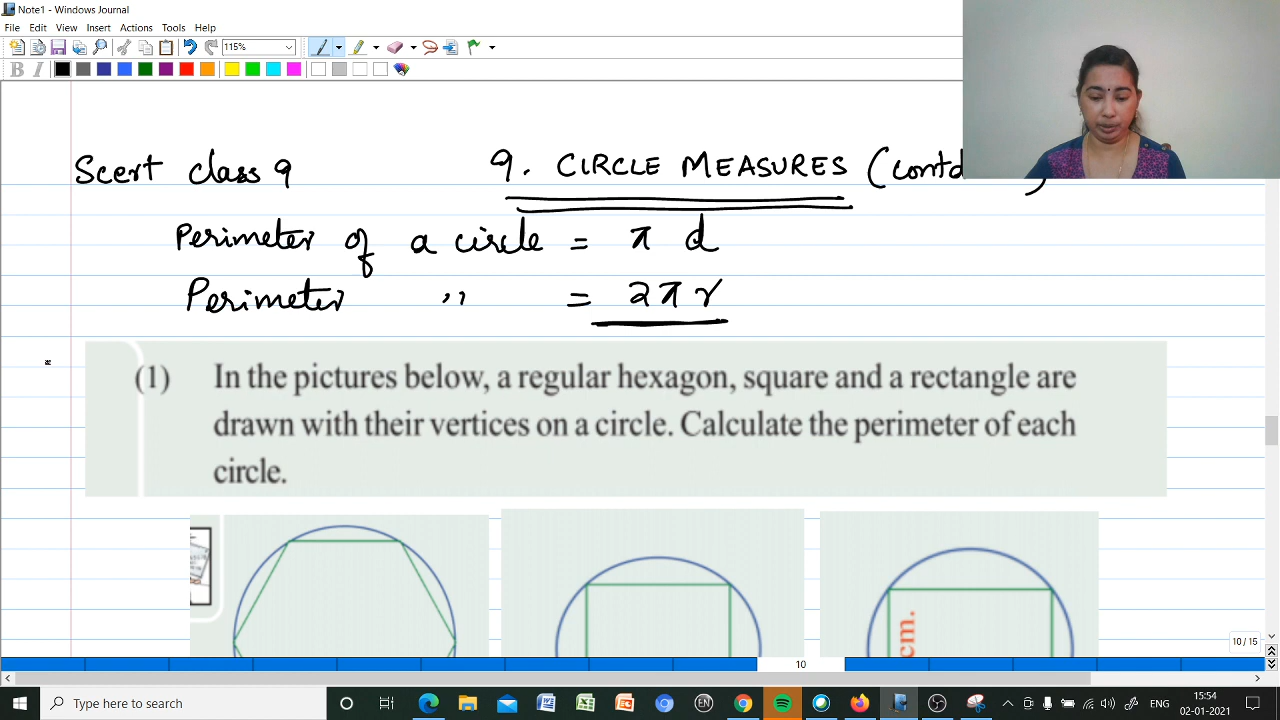 Note1 - Windows Journal
File Edit View Insert Actions Tools Help
115%
B I
Scert class 9 9. CIRCLE MEASURES (contd
Perimeter of a circle = π d
Perimeter ,, = 2πr
(1) In the pictures below, a regular hexagon, square and a rectangle are
drawn with their vertices on a circle. Calculate the perimeter of each
circle.
cm.
10 / 15
10
Type here to search
ENG
15:54
02-01-2021